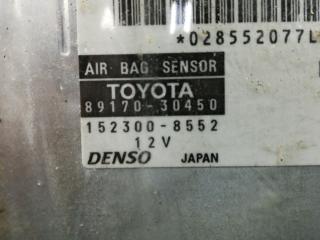 *028552077L
AIR BAG SENSOR
TOYOTA
89170-30450
152300-8552
12V
DENSO JAPAN